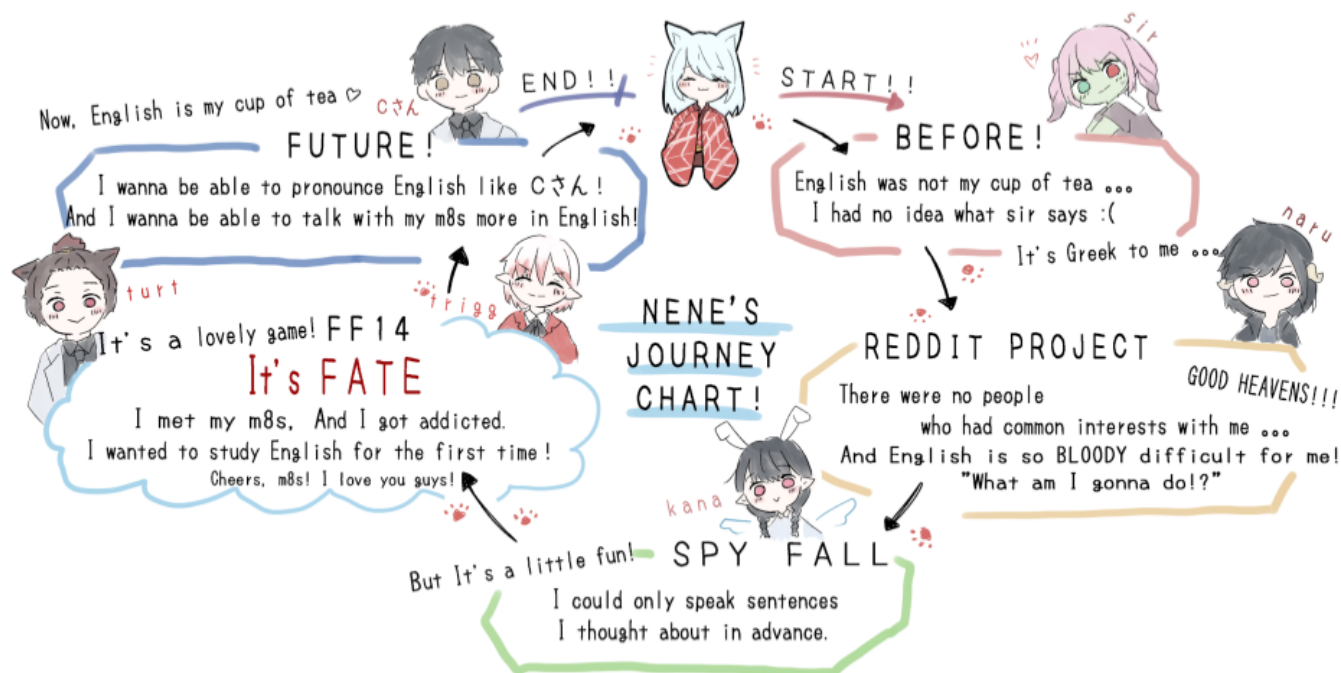 START!!
sir
BEFORE!
English was not my cup of tea ...
I had no idea what sir says :(
It's Greek to me ...
naru
REDDIT PROJECT
GOOD HEAVENS!!!
There were no people
who had common interests with me ...
And English is so BLOODY difficult for me!
"What am I gonna do!?"
kana
SPY FALL
But It's a little fun!
I could only speak sentences
I thought about in advance.
turt
trigg
It's a lovely game! FF14
It's FATE
I met my m8s, And I got addicted.
I wanted to study English for the first time!
Cheers, m8s! I love you guys!
Now, English is my cup of tea♡
Cさん
FUTURE!
I wanna be able to pronounce English like Cさん!
And I wanna be able to talk with my m8s more in English!
END!!
NENE'S
JOURNEY
CHART!